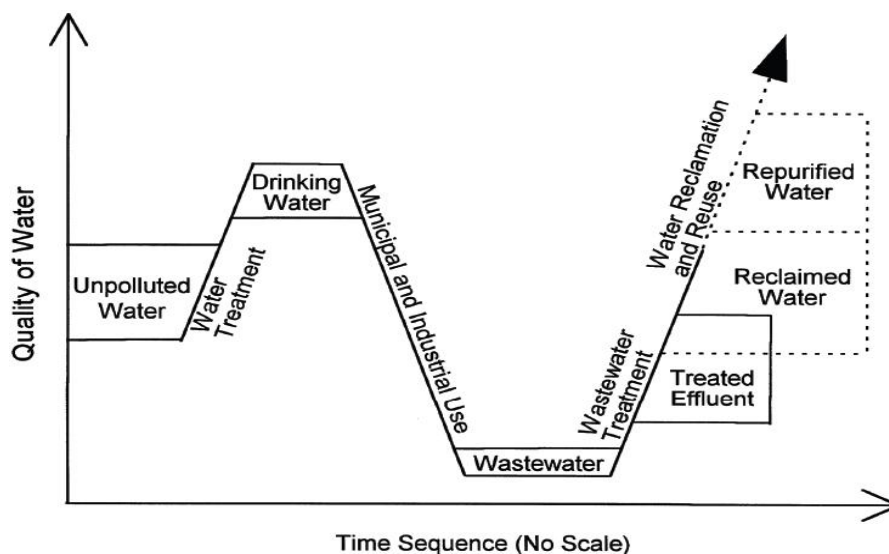 Quality of Water
Unpolluted
Water
Water
Treatment
Drinking
Water
Municipal and Industrial Use
Wastewater
Wastewater
Treatment
Water Reclamation
and Reuse
Repurified
Water
Reclaimed
Water
Treated
Effluent
Time Sequence (No Scale)